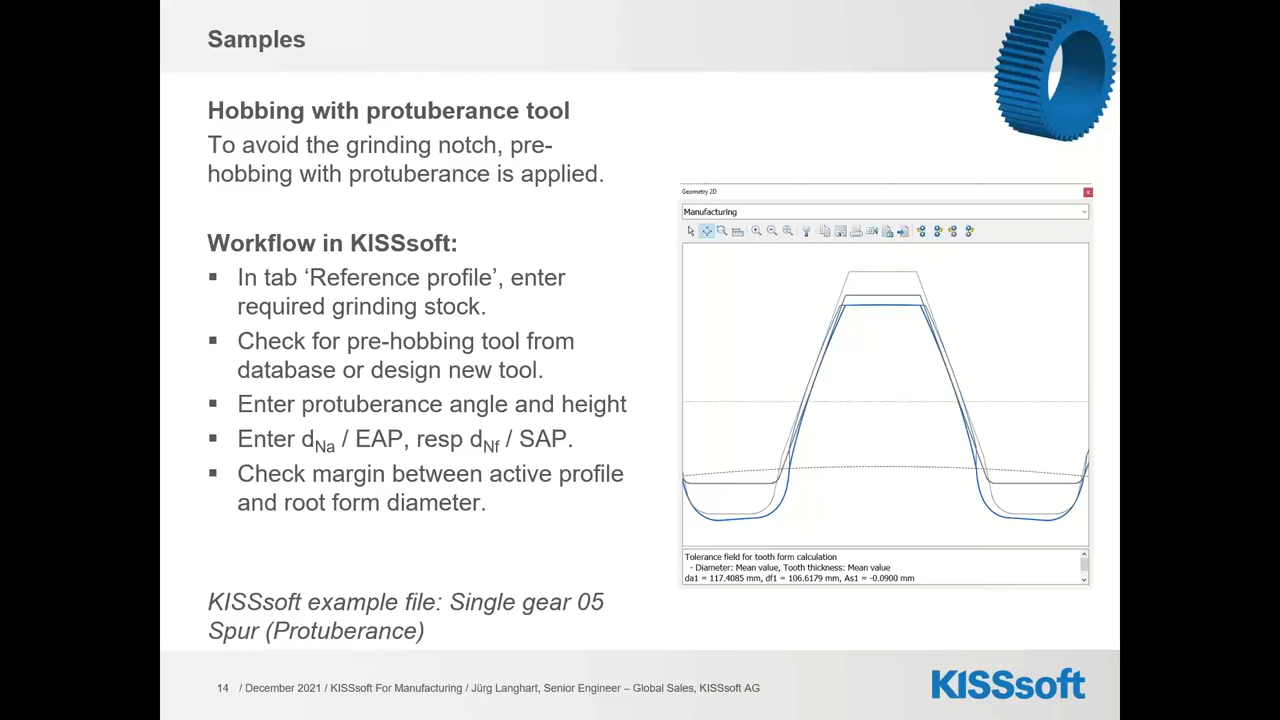 Samples
Hobbing with protuberance tool
To avoid the grinding notch, pre-
hobbing with protuberance is applied.
Workflow in KISSsoft:
▪ In tab ‘Reference profile’, enter
required grinding stock.
▪ Check for pre-hobbing tool from
database or design new tool.
▪ Enter protuberance angle and height
▪ Enter dNa / EAP, resp dNf / SAP.
▪ Check margin between active profile
and root form diameter.
KISSsoft example file: Single gear 05
Spur (Protuberance)
Geometry 2D
Manufacturing
Tolerance field for tooth form calculation
- Diameter: Mean value, Tooth thickness: Mean value
da1 = 117.4085 mm, df1 = 106.6179 mm, As1 = -0.0900 mm
14 / December 2021 / KISSsoft For Manufacturing / Jürg Langhart, Senior Engineer – Global Sales, KISSsoft AG
KISSsoft